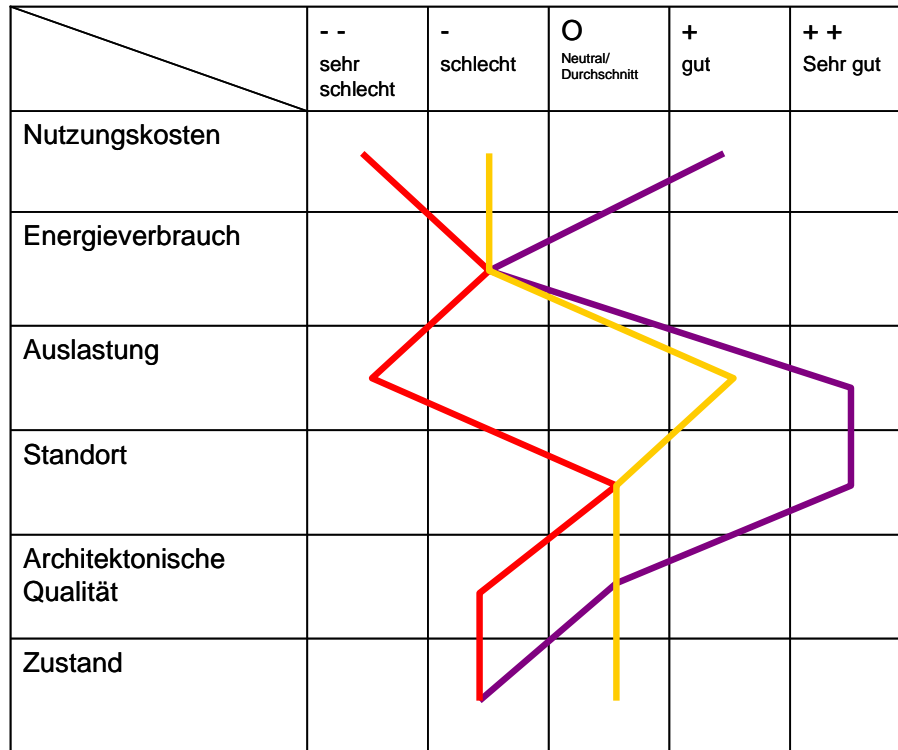 - -
sehr
schlecht
-
schlecht
O
Neutral/
Durchschnitt
+
gut
+ +
Sehr gut
Nutzungskosten
Energieverbrauch
Auslastung
Standort
Architektonische
Qualität
Zustand